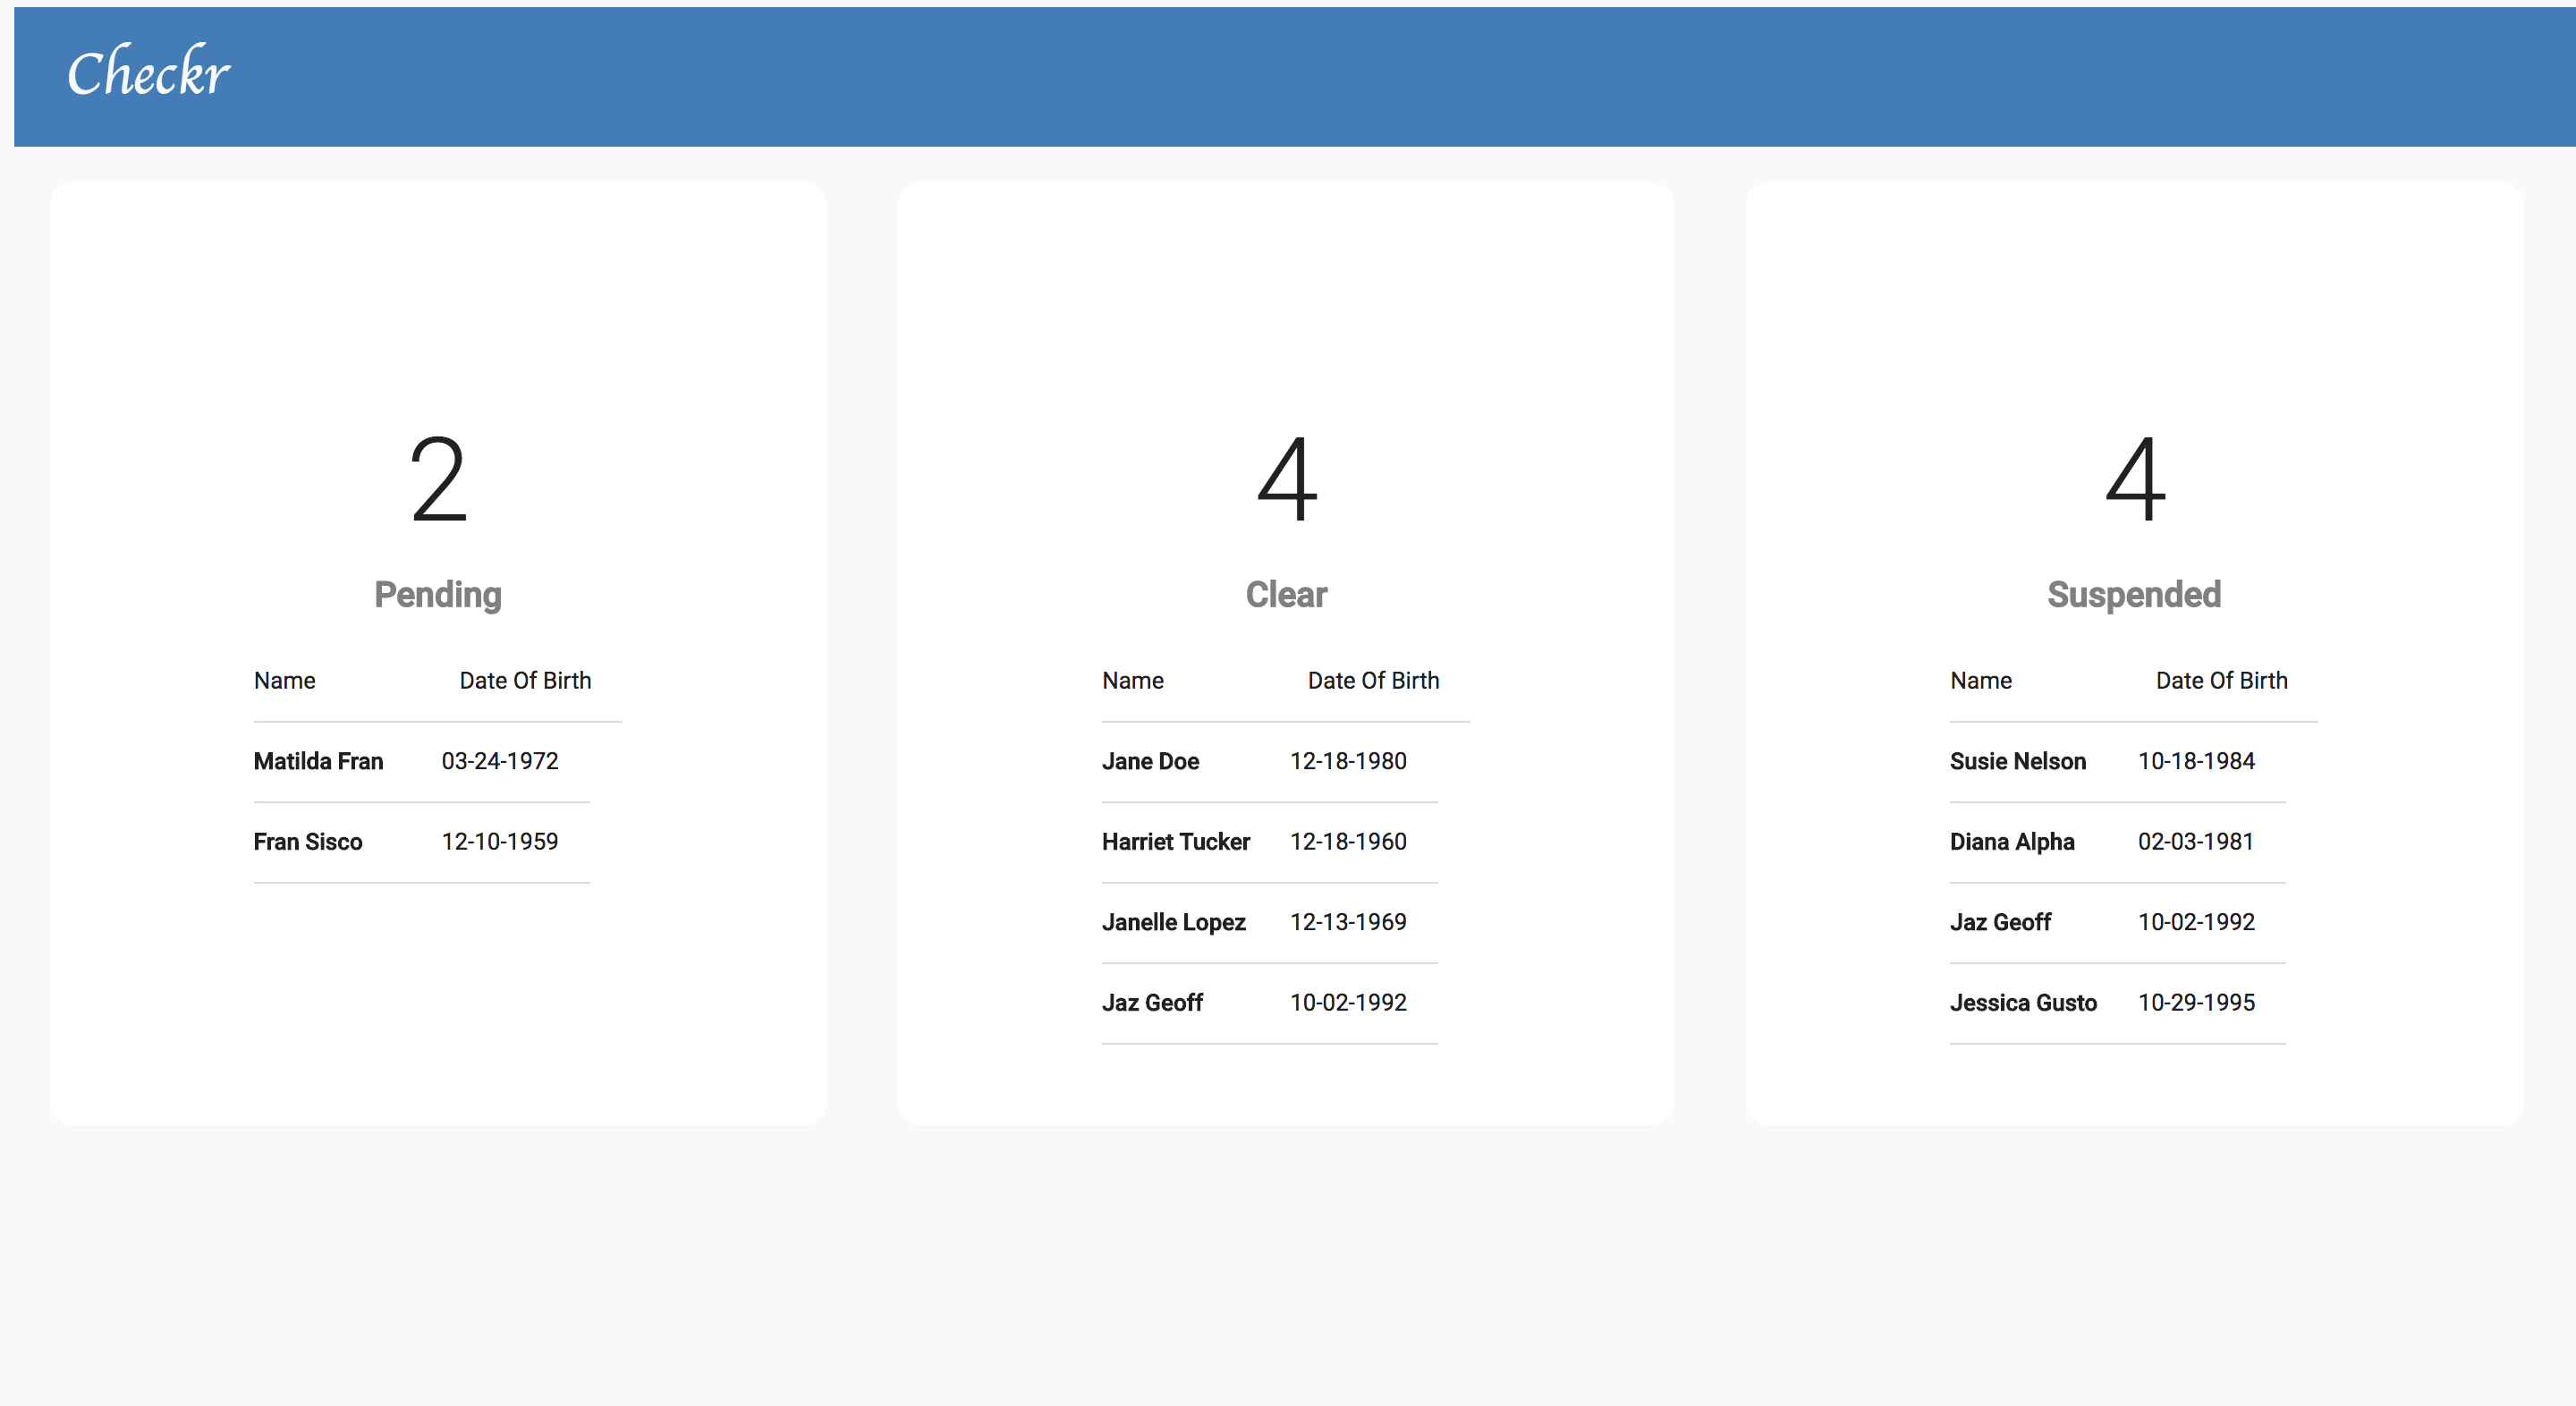 Checkr
2
Pending
Name Date Of Birth
Matilda Fran 03-24-1972
Fran Sisco 12-10-1959
4
Clear
Name Date Of Birth
Jane Doe 12-18-1980
Harriet Tucker 12-18-1960
Janelle Lopez 12-13-1969
Jaz Geoff 10-02-1992
4
Suspended
Name Date Of Birth
Susie Nelson 10-18-1984
Diana Alpha 02-03-1981
Jaz Geoff 10-02-1992
Jessica Gusto 10-29-1995